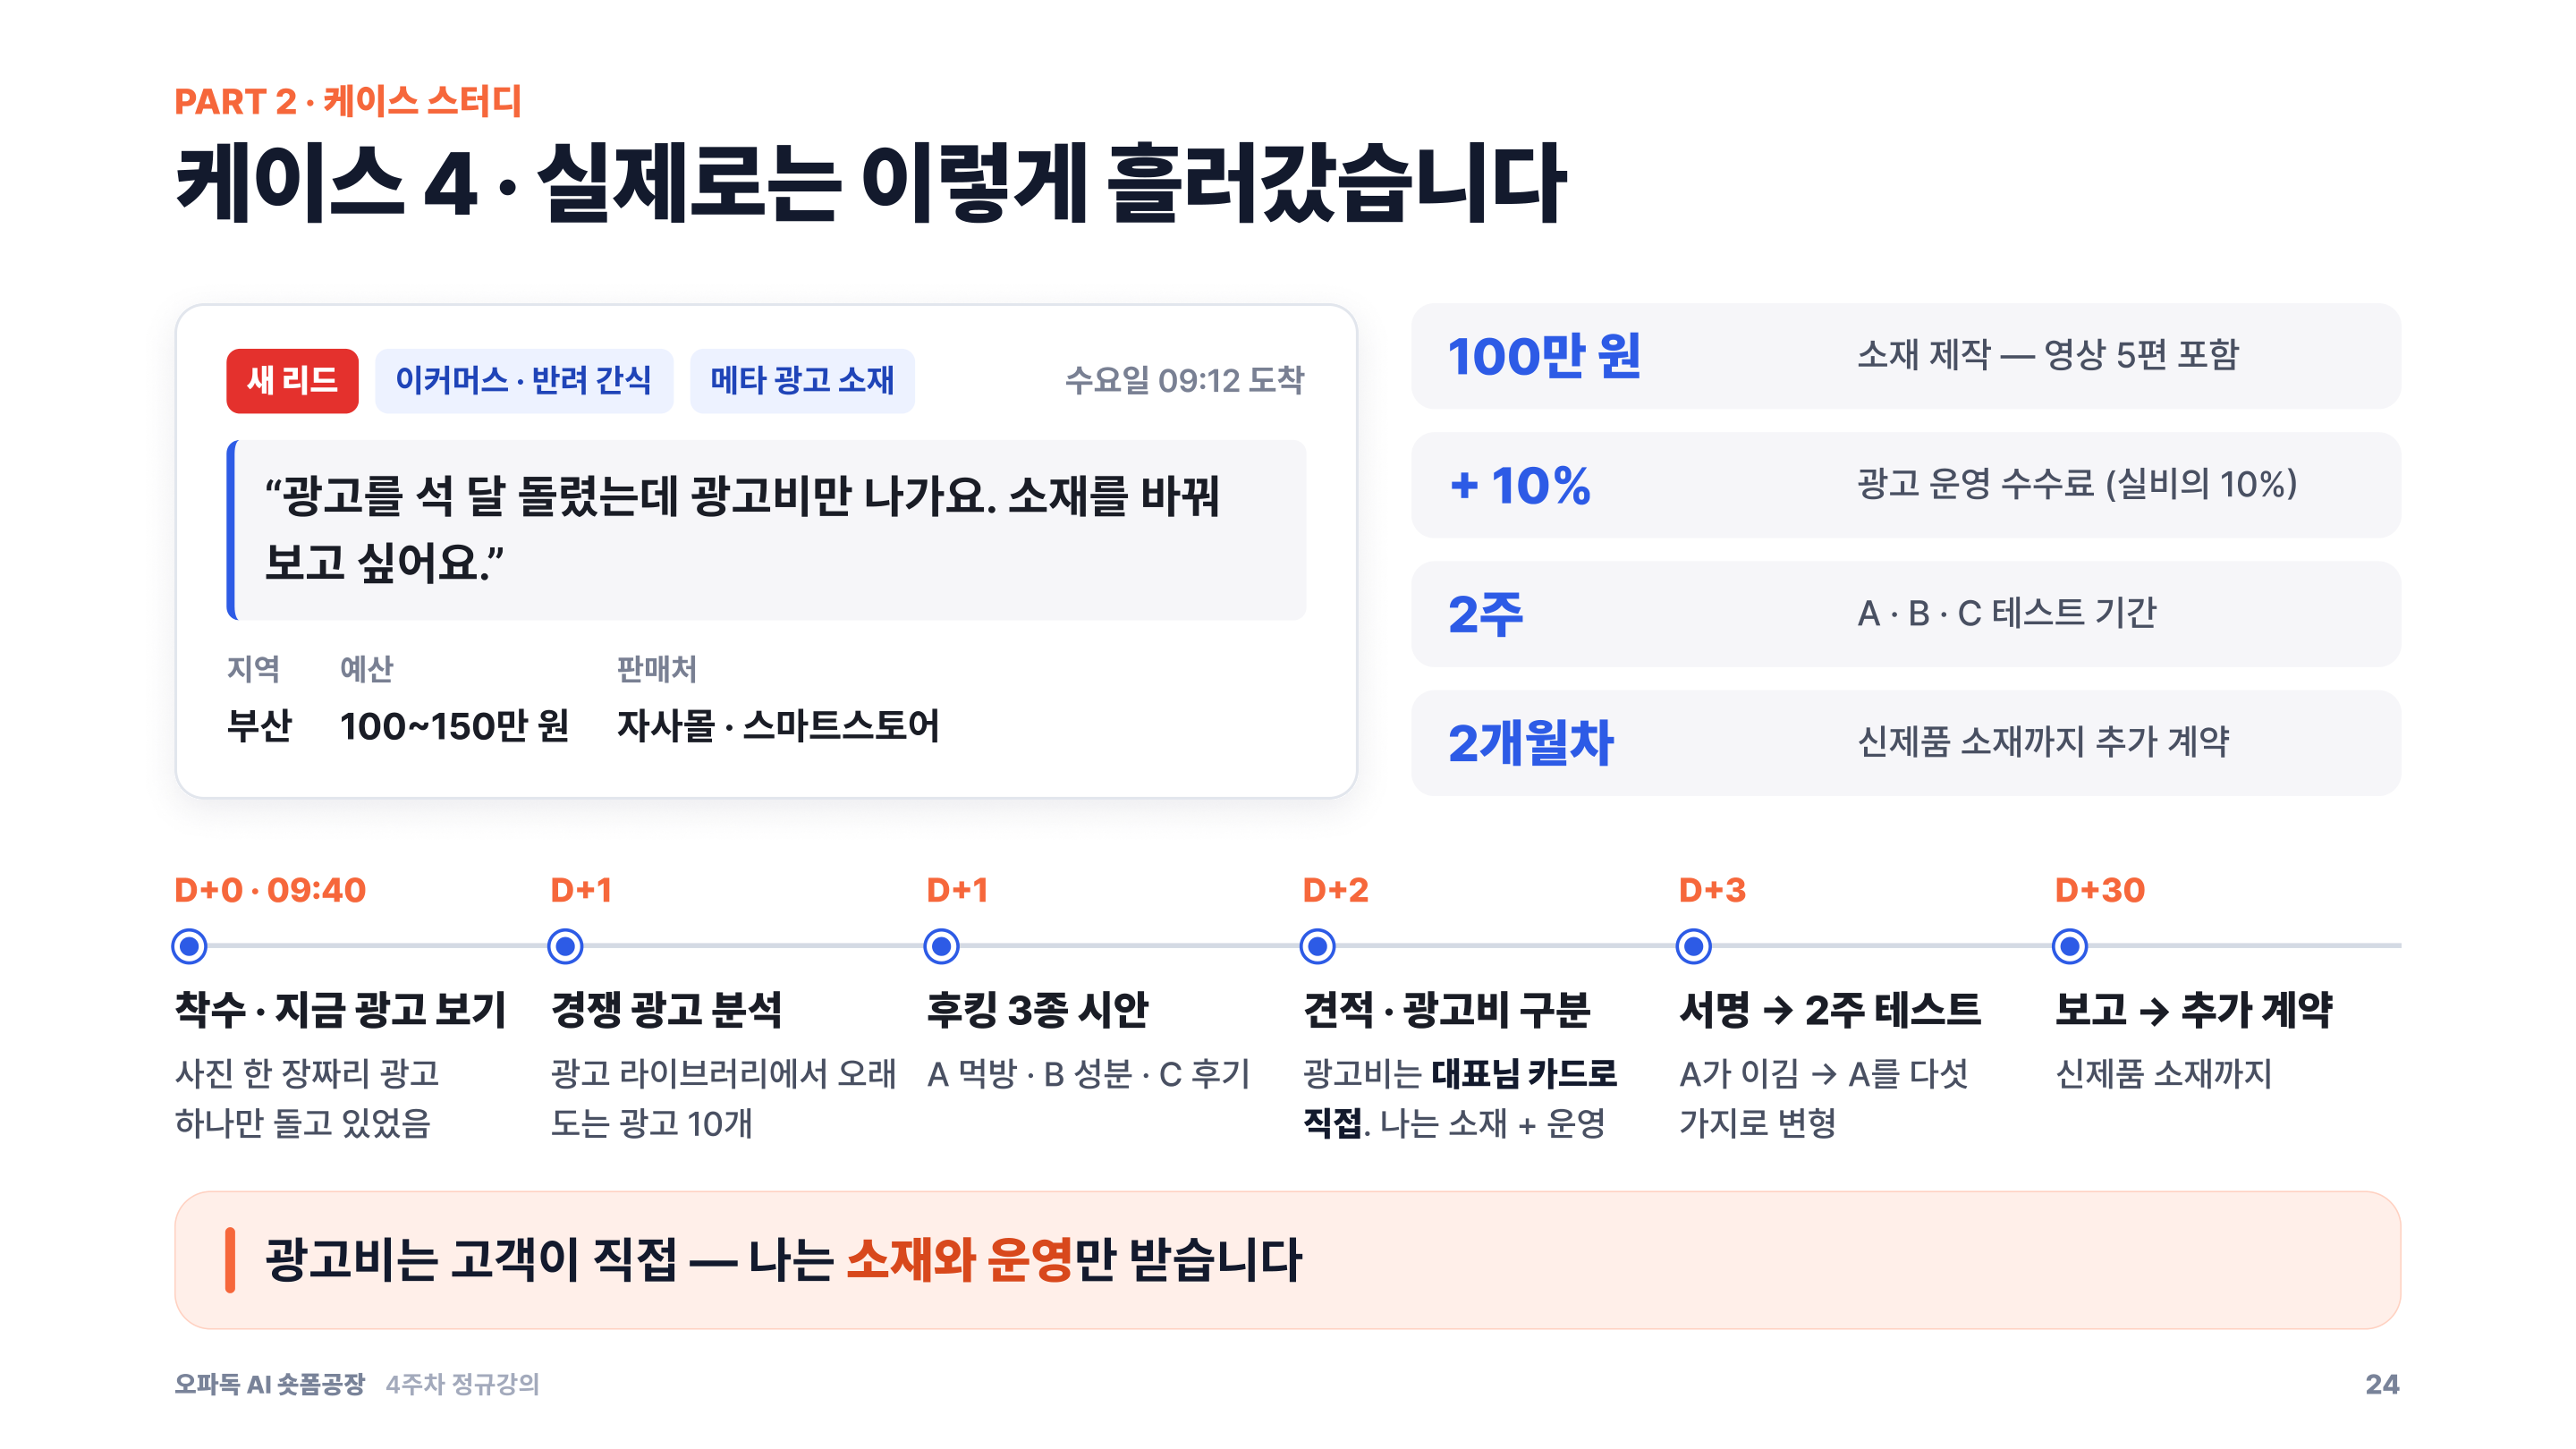 PART 2 · 케이스 스터디
케이스 4 · 실제로는 이렇게 흘러갔습니다
새 리드
이커머스 · 반려 간식
메타 광고 소재
수요일 09:12 도착
“광고를 석 달 돌렸는데 광고비만 나가요. 소재를 바꿔
보고 싶어요.”
지역
예산
판매처
부산
100~150만 원
자사몰 · 스마트스토어
100만 원
소재 제작 — 영상 5편 포함
+ 10%
광고 운영 수수료 (실비의 10%)
2주
A · B · C 테스트 기간
2개월차
신제품 소재까지 추가 계약
D+0 · 09:40
착수 · 지금 광고 보기
사진 한 장짜리 광고
하나만 돌고 있었음
D+1
경쟁 광고 분석
광고 라이브러리에서 오래
도는 광고 10개
D+1
후킹 3종 시안
A 먹방 · B 성분 · C 후기
D+2
견적 · 광고비 구분
광고비는 대표님 카드로
직접. 나는 소재 + 운영
D+3
서명 → 2주 테스트
A가 이김 → A를 다섯
가지로 변형
D+30
보고 → 추가 계약
신제품 소재까지
광고비는 고객이 직접 — 나는 소재와 운영만 받습니다
오파독 AI 숏폼공장
4주차 정규강의
24